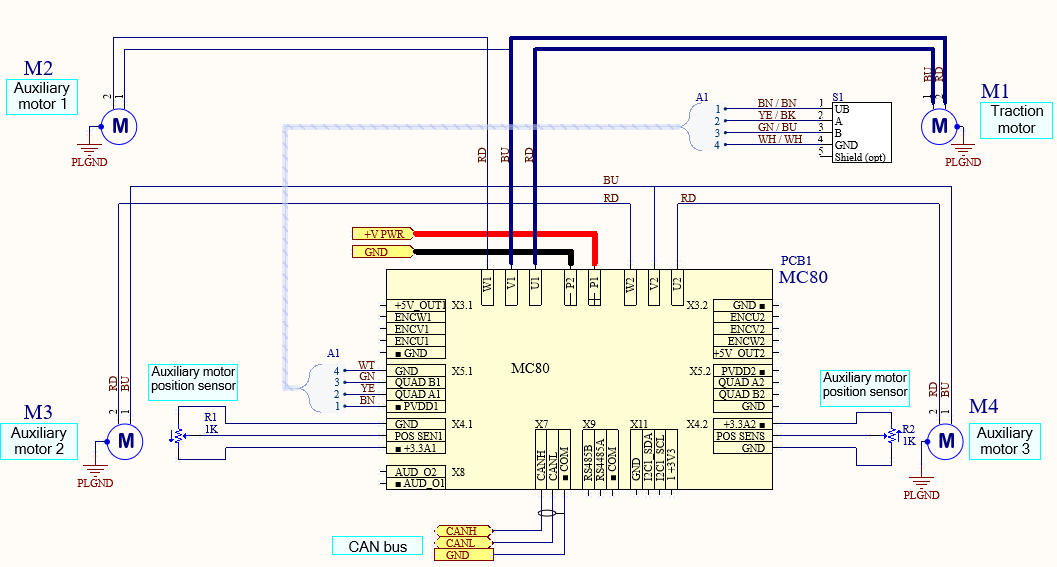 M2
Auxiliary
motor 1
2
1
M
PLGND
RD
BU
RD
A1
1
2
3
4
BN / BN
YE / BK
GN / BU
WH / WH
S1
1
2
3
4
5
UB
A
B
GND
Shield (opt)
BU
RD
1
2
M
PLGND
M1
Traction
motor
BU
RD
RD
+V PWR
GND
PCB1
MC80
W1
V1
U1
P2
P1
W2
V2
U2
MC80
+5V_OUT1
ENCW1
ENCV1
ENCU1
■ GND
X3.1
X3.2
GND ■
ENCU2
ENCV2
ENCW2
+5V_OUT2
A1
4
3
2
1
WT
GN
YE
BN
GND
QUAD B1
QUAD A1
■ PVDD1
X5.1
X5.2
PVDD2 ■
QUAD A2
QUAD B2
GND
RD
BU
2
1
M3
Auxiliary
motor 2
M
PLGND
Auxiliary motor
position sensor
R1
1K
GND
POS SEN1
■ +3.3A1
X4.1
AUD_O2
■ AUD_O1
X8
X7
CANH
CANL
■ COM
X9
RS485B
RS4485A
■ COM
X11
GND
I2C1_SDA
I2C1_SCL
1 +3V3
X4.2
+3.3A2 ■
POS SENS
GND
Auxiliary motor
position sensor
R2
1K
RD
BU
2
1
M
PLGND
M4
Auxiliary
motor 3
CAN bus
CANH
CANL
GND